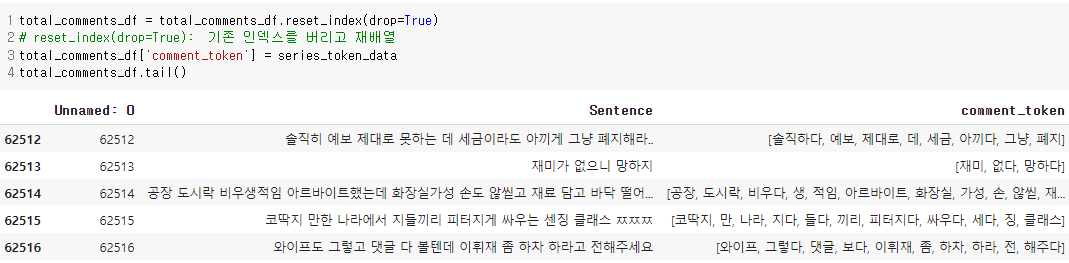 1 total_comments_df = total_comments_df.reset_index(drop=True)
2 # reset_index(drop=True): 기존 인덱스를 버리고 재배열
3 total_comments_df['comment_token'] = series_token_data
4 total_comments_df.tail()
Unnamed: 0 Sentence comment_token
62512 62512 솔직히 예보 제대로 못하는 데 세금이라도 아끼게 그냥 폐지해라.. [솔직하다, 예보, 제대로, 데, 세금, 아끼다, 그냥, 폐지]
62513 62513 재미가 없으니 망하지 [재미, 없다, 망하다]
62514 62514 공장 도시락 비우생적임 아르바이트했는데 화장실가성 손도 않씯고 재료 담고 바닥 떨어... [공장, 도시락, 비우다, 생, 적임, 아르바이트, 화장실, 가성, 손, 않씯, 재...
62515 62515 코딱지 만한 나라에서 지들끼리 피터지게 싸우는 센징 클래스 ㅉㅉㅉ [코딱지, 만, 나라, 지다, 들다, 끼리, 피터지다, 싸우다, 세다, 징, 클래스]
62516 62516 와이프도 그렇고 댓글 다 볼텐데 이휘재 좀 하차 하라고 전해주세요 [와이프, 그렇다, 댓글, 보다, 이휘재, 좀, 하차, 하라, 전, 해주다]